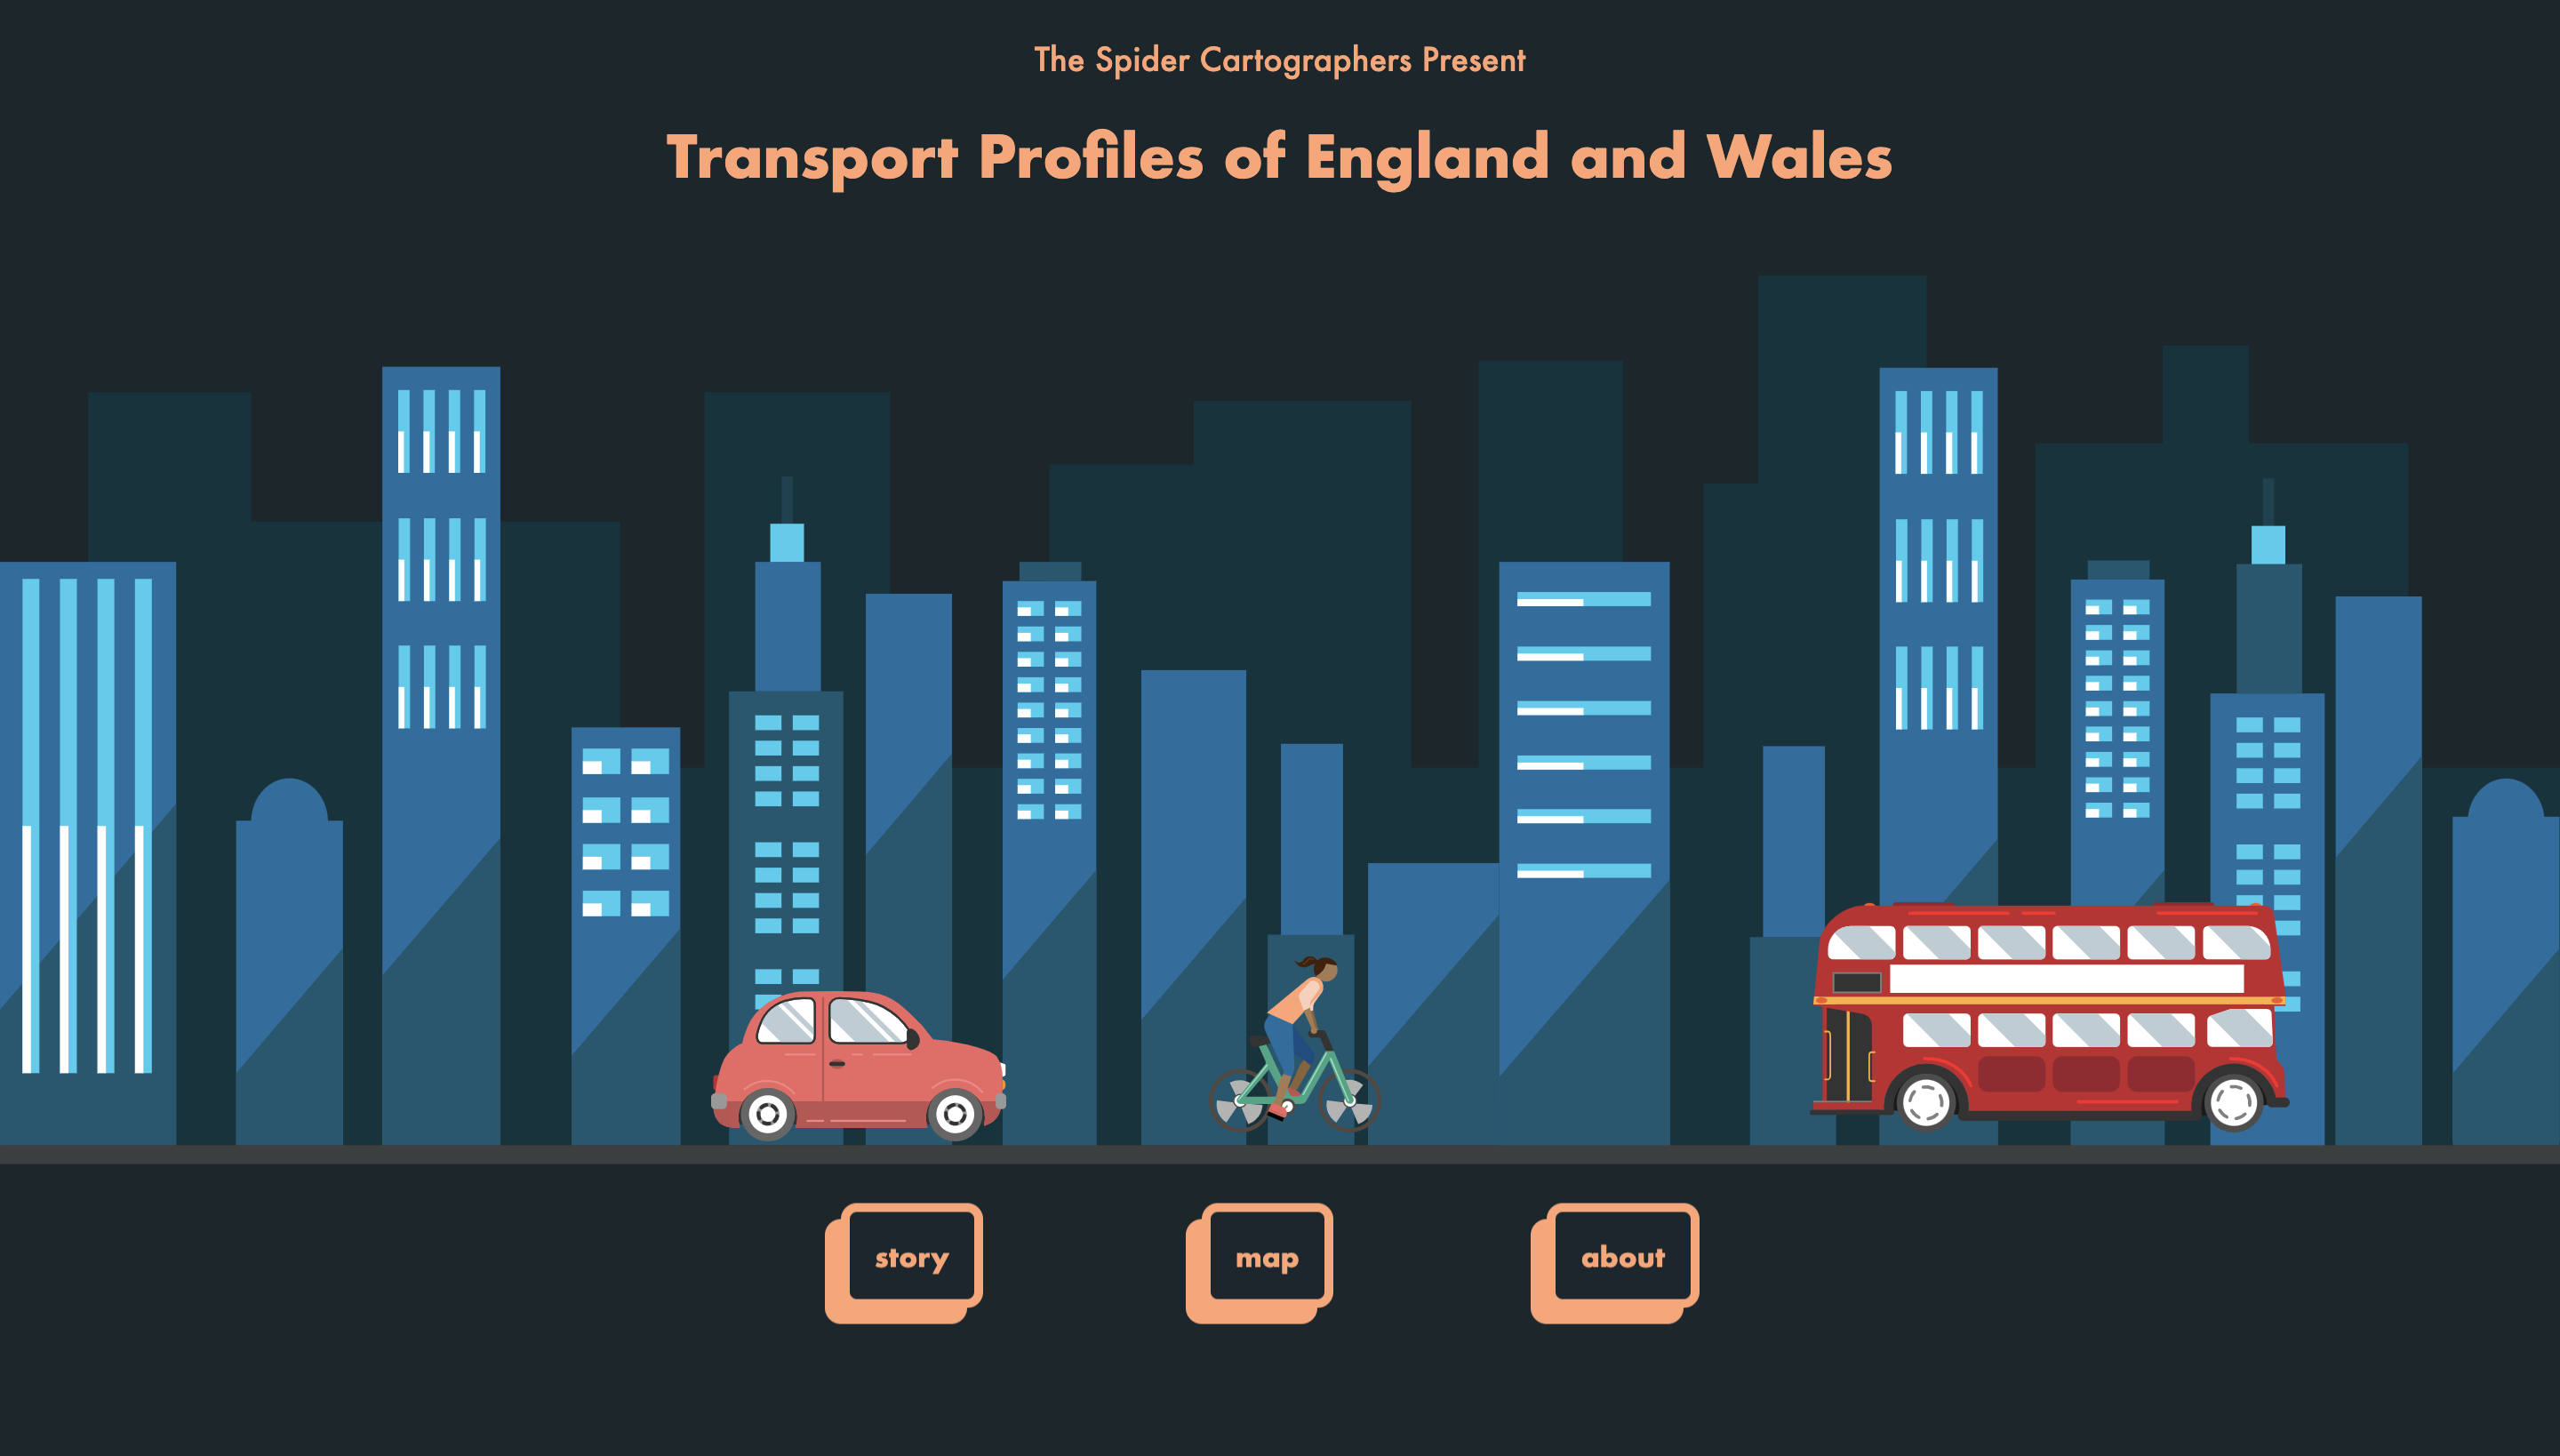 The Spider Cartographers Present
Transport Profiles of England and Wales
story
map
about